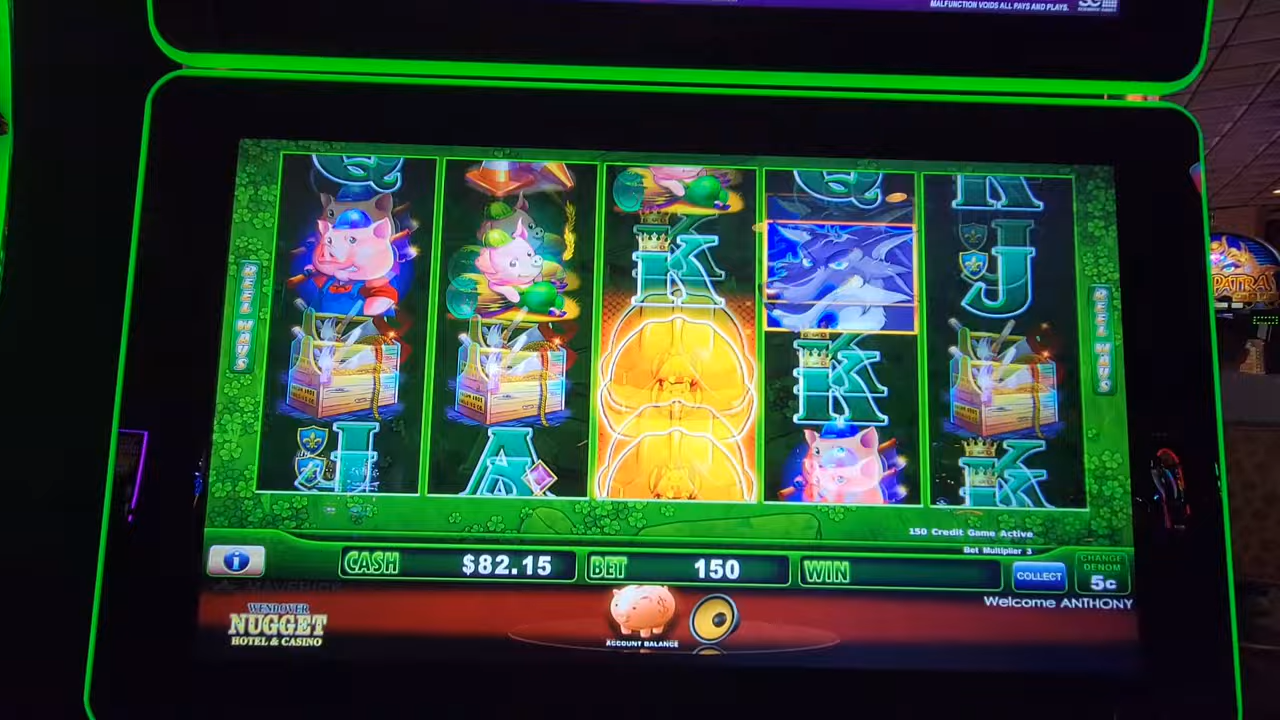 MALFUNCTION VOIDS ALL PAYS AND PLAYS.
Q
Q
K
K
J
REEL WAYS
REEL WAYS
K
J
A
K
150 Credit Game Active
Bet Multiplier 3
CASH $82.15 BET 150 WIN
COLLECT
CHANGE
DENOM
5¢
Welcome ANTHONY
WENDOVER
NUGGET
HOTEL & CASINO
ACCOUNT BALANCE